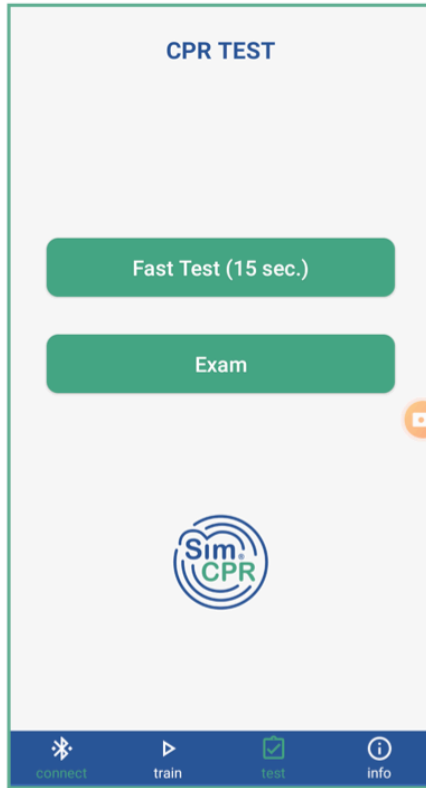 CPR TEST
Fast Test (15 sec.)
Exam
Sim®
CPR
connect train test info